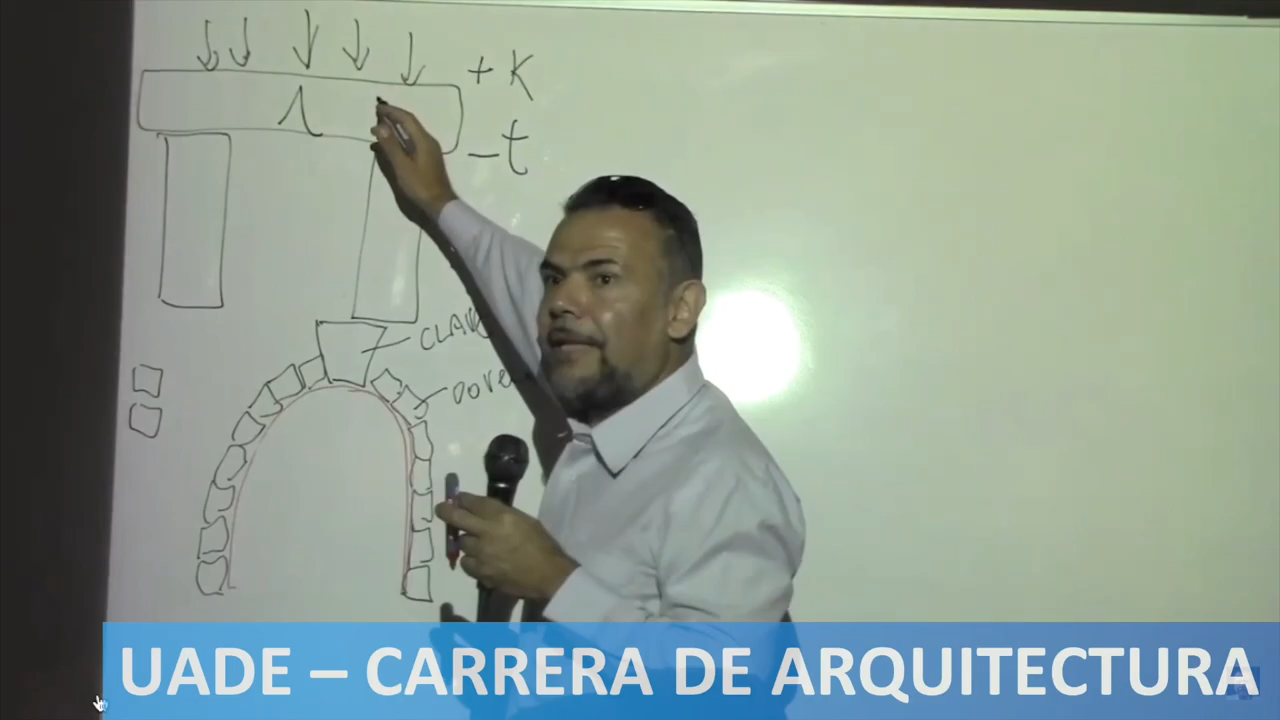 + K
- t
CLAVE
UADE – CARRERA DE ARQUITECTURA